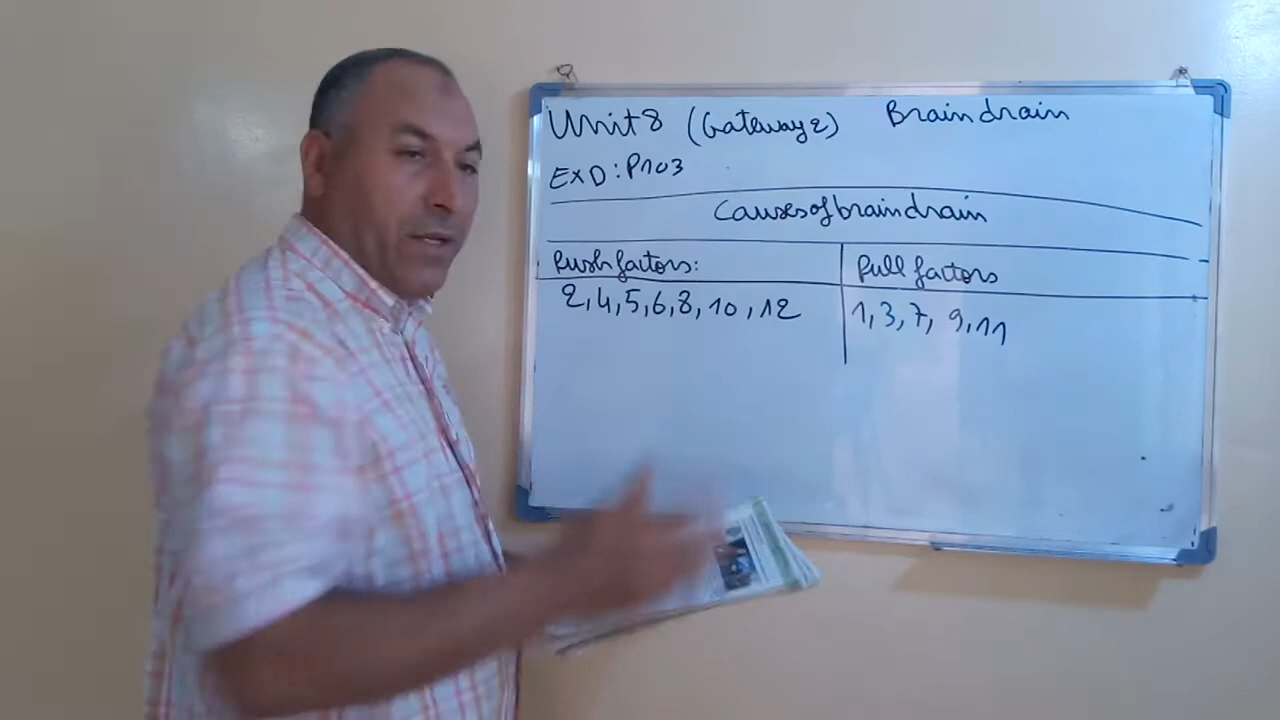 Unit 8 (Gateway 2) Brain drain
Ex D: P103
Causes of brain drain
Push factors:
Pull factors
2, 4, 5, 6, 8, 10, 12
1, 3, 7, 9, 11